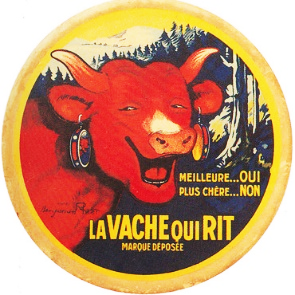 MEILLEURE...OUI
PLUS CHÈRE...NON
LA VACHE QUI RIT
MARQUE DÉPOSÉE